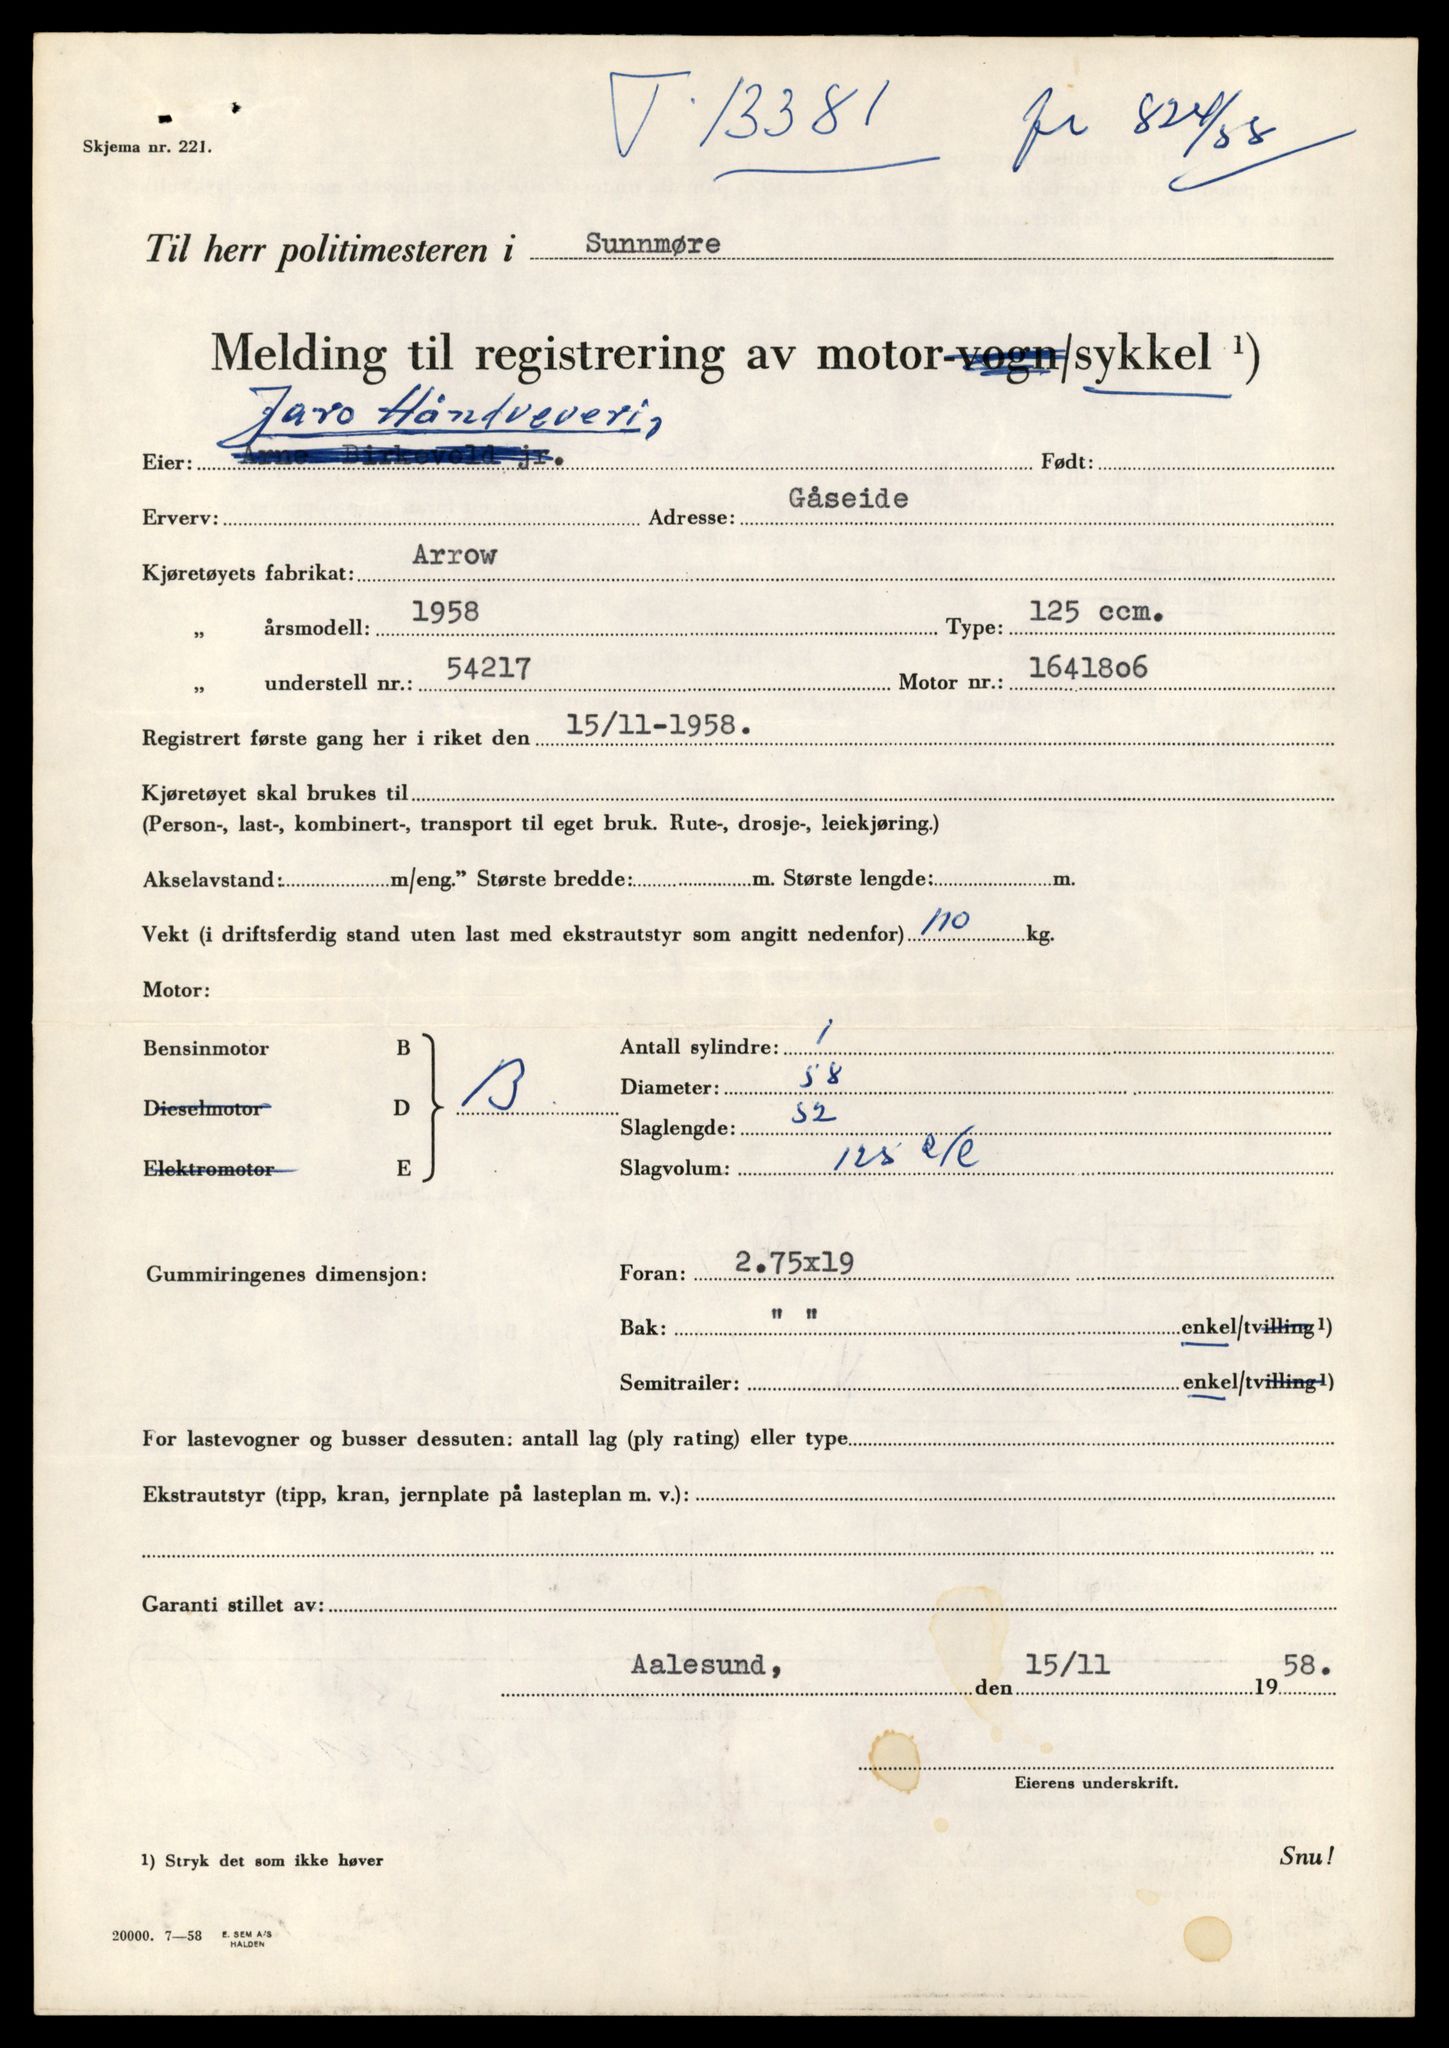 T. 13381 fr 824/58
Skjema nr. 221.
Til herr politimesteren i Sunnmøre
Melding til registrering av motor-vogn/sykkel ¹)
Jaro Håndveveri,
Eier: Arne Birkevold jr. Født:
Erverv: Adresse: Gåseide
Kjøretøyets fabrikat: Arrow
„ årsmodell: 1958 Type: 125 ccm.
„ understell nr.: 54217 Motor nr.: 1641806
Registrert første gang her i riket den 15/11-1958.
Kjøretøyet skal brukes til
(Person-, last-, kombinert-, transport til eget bruk. Rute-, drosje-, leiekjøring.)
Akselavstand: m/eng.” Største bredde: m. Største lengde: m.
Vekt (i driftsferdig stand uten last med ekstrautstyr som angitt nedenfor) 110 kg.
Motor:
Bensinmotor B Antall sylindre: 1
B Diameter: 58
Dieselmotor D Slaglengde: 52
Elektromotor E Slagvolum: 125 c/c
Gummiringenes dimensjon: Foran: 2.75x19
Bak: " " enkel/tvilling ¹)
Semitrailer: enkel/tvilling ¹)
For lastevogner og busser dessuten: antall lag (ply rating) eller type
Ekstrautstyr (tipp, kran, jernplate på lasteplan m. v.):
Garanti stillet av:
Aalesund, den 15/11 19 58.
Eierens underskrift.
1) Stryk det som ikke høver Snu!
20000. 7—58 E. SEM A/S
HALDEN